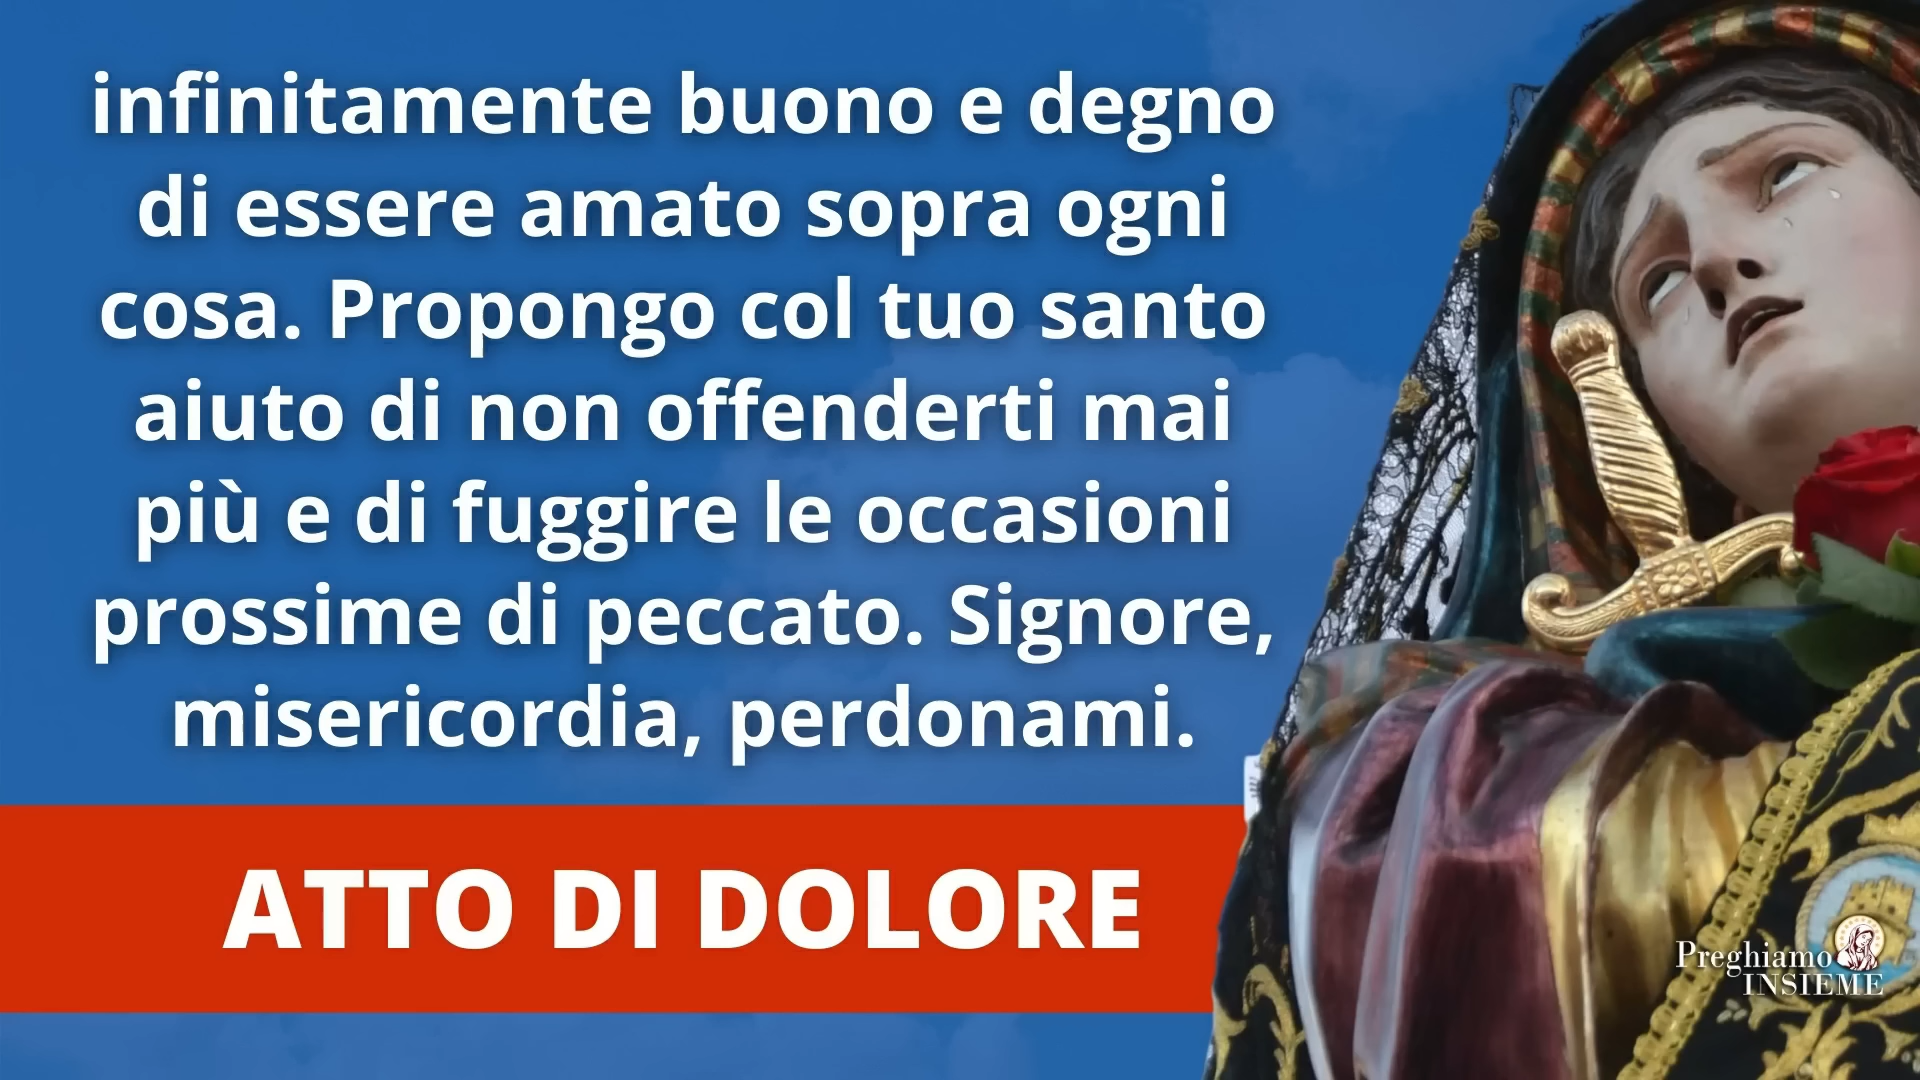 infinitamente buono e degno
di essere amato sopra ogni
cosa. Propongo col tuo santo
aiuto di non offenderti mai
più e di fuggire le occasioni
prossime di peccato. Signore,
misericordia, perdonami.
ATTO DI DOLORE
Preghiamo
INSIEME